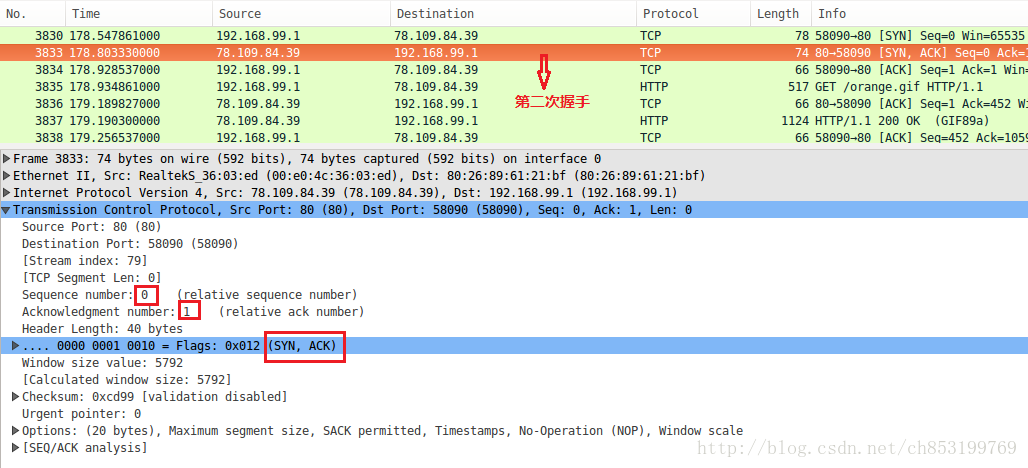 No. Time Source Destination Protocol Length Info
3830 178.547861000 192.168.99.1 78.109.84.39 TCP 78 58090→80 [SYN] Seq=0 Win=65535
3833 178.803330000 78.109.84.39 192.168.99.1 TCP 74 80→58090 [SYN, ACK] Seq=0 Ack=1
3834 178.928537000 192.168.99.1 78.109.84.39 TCP 66 58090→80 [ACK] Seq=1 Ack=1 Win=
3835 178.934861000 192.168.99.1 78.109.84.39 HTTP 517 GET /orange.gif HTTP/1.1
3836 179.189827000 78.109.84.39 192.168.99.1 TCP 66 80→58090 [ACK] Seq=1 Ack=452 Wi
3837 179.190300000 78.109.84.39 192.168.99.1 HTTP 1124 HTTP/1.1 200 OK (GIF89a)
3838 179.256537000 192.168.99.1 78.109.84.39 TCP 66 58090→80 [ACK] Seq=452 Ack=1059
第二次握手
Frame 3833: 74 bytes on wire (592 bits), 74 bytes captured (592 bits) on interface 0
Ethernet II, Src: RealtekS_36:03:ed (00:e0:4c:36:03:ed), Dst: 80:26:89:61:21:bf (80:26:89:61:21:bf)
Internet Protocol Version 4, Src: 78.109.84.39 (78.109.84.39), Dst: 192.168.99.1 (192.168.99.1)
Transmission Control Protocol, Src Port: 80 (80), Dst Port: 58090 (58090), Seq: 0, Ack: 1, Len: 0
Source Port: 80 (80)
Destination Port: 58090 (58090)
[Stream index: 79]
[TCP Segment Len: 0]
Sequence number: 0 (relative sequence number)
Acknowledgment number: 1 (relative ack number)
Header Length: 40 bytes
.... 0000 0001 0010 = Flags: 0x012 (SYN, ACK)
Window size value: 5792
[Calculated window size: 5792]
Checksum: 0xcd99 [validation disabled]
Urgent pointer: 0
Options: (20 bytes), Maximum segment size, SACK permitted, Timestamps, No-Operation (NOP), Window scale
[SEQ/ACK analysis]
http://blog.csdn.net/ch853199769